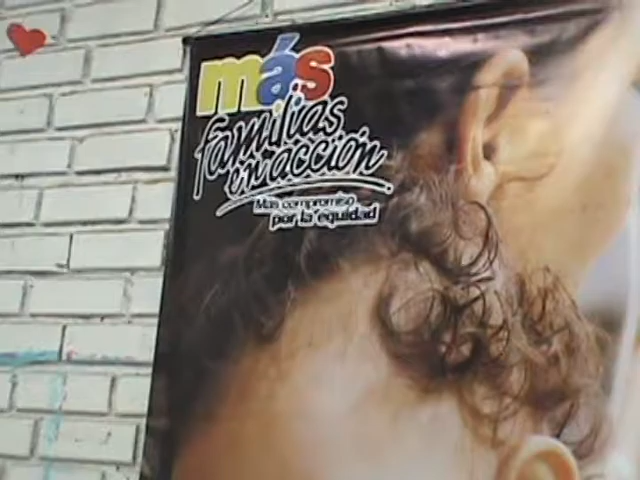 más
familias
en acción
Más compromiso
por la equidad